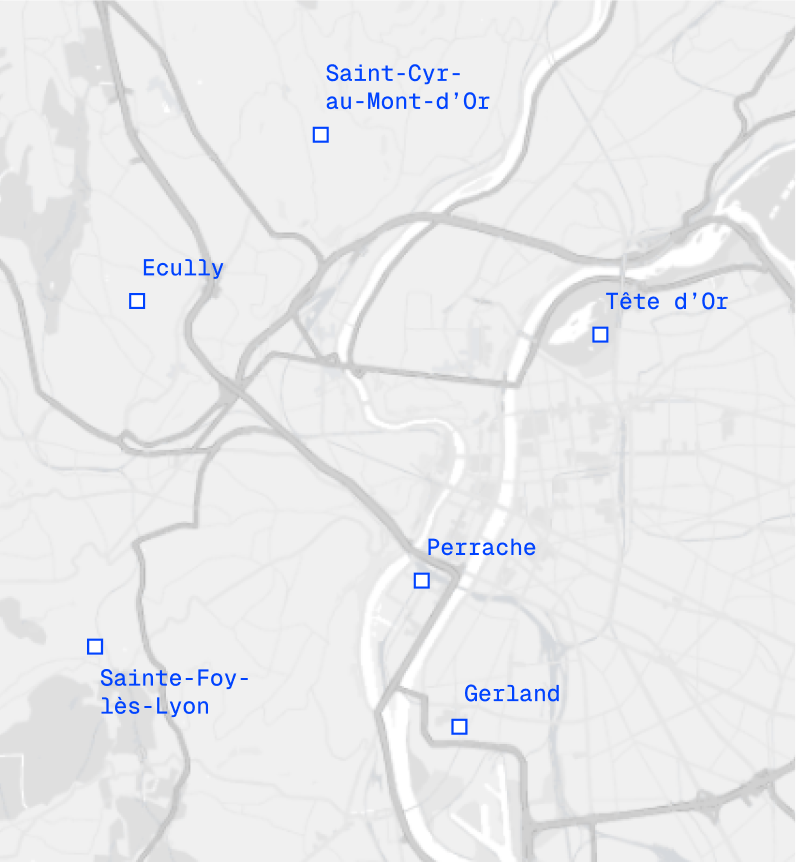 Saint-Cyr-
au-Mont-d’Or
Ecully
Tête d’Or
Perrache
Sainte-Foy-
lès-Lyon
Gerland